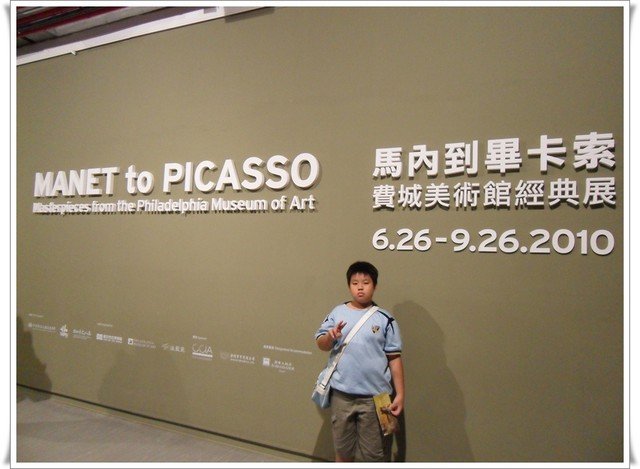 MANET to PICASSO
Masterpieces from the Philadelphia Museum of Art
馬內到畢卡索
費城美術館經典展
6.26-9.26.2010